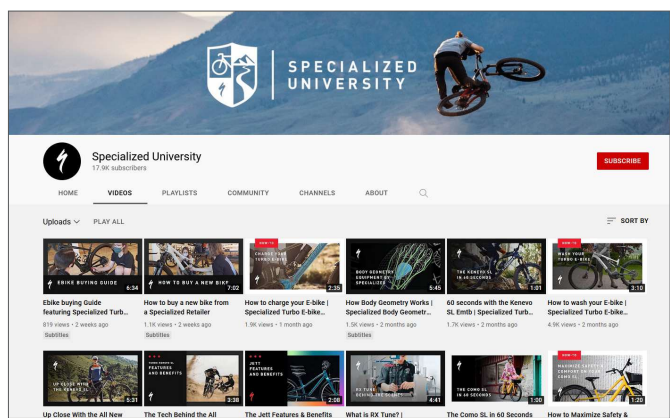 SPECIALIZED
UNIVERSITY
Specialized University
17.9K subscribers
SUBSCRIBE
HOME VIDEOS PLAYLISTS COMMUNITY CHANNELS ABOUT
Uploads PLAY ALL SORT BY
EBIKE BUYING GUIDE
6:34
HOW TO BUY A NEW BIKE
7:02
HOW-TO
CHARGE YOUR
TURBO E-BIKE
2:35
BODY GEOMETRY
EQUIPMENT BY
SPECIALIZED
5:45
THE KENEVO SL
IN 60 SECONDS
1:01
HOW-TO
WASH YOUR
TURBO E-BIKE
3:10
Ebike buying Guide
featuring Specialized Turb...
819 views • 2 weeks ago
Subtitles
How to buy a new bike from
a Specialized Retailer
1.1K views • 2 weeks ago
Subtitles
How to charge your E-bike |
Specialized Turbo E-bike...
1.9K views • 1 month ago
How Body Geometry Works |
Specialized Body Geometr...
1.5K views • 2 months ago
Subtitles
60 seconds with the Kenevo
SL Emtb | Specialized Turb...
1.7K views • 2 months ago
How to wash your E-bike |
Specialized Turbo E-bike...
4.9K views • 2 months ago
UP CLOSE WITH
THE KENEVO SL
5:31
TURBO KENEVO SL
FEATURES
AND BENEFITS
3:38
JETT
FEATURES
AND BENEFITS
2:08
RX TUNE
BEHIND THE SCENES
4:41
THE COMO SL
IN 60 SECONDS
1:00
HOW-TO
MAXIMIZE SAFETY &
COMFORT ON YOUR
COMO SL
1:20
Up Close With the All New
The Tech Behind the All
The Jett Features & Benefits
What is RX Tune? |
The Como SL in 60 Seconds
How to Maximize Safety &